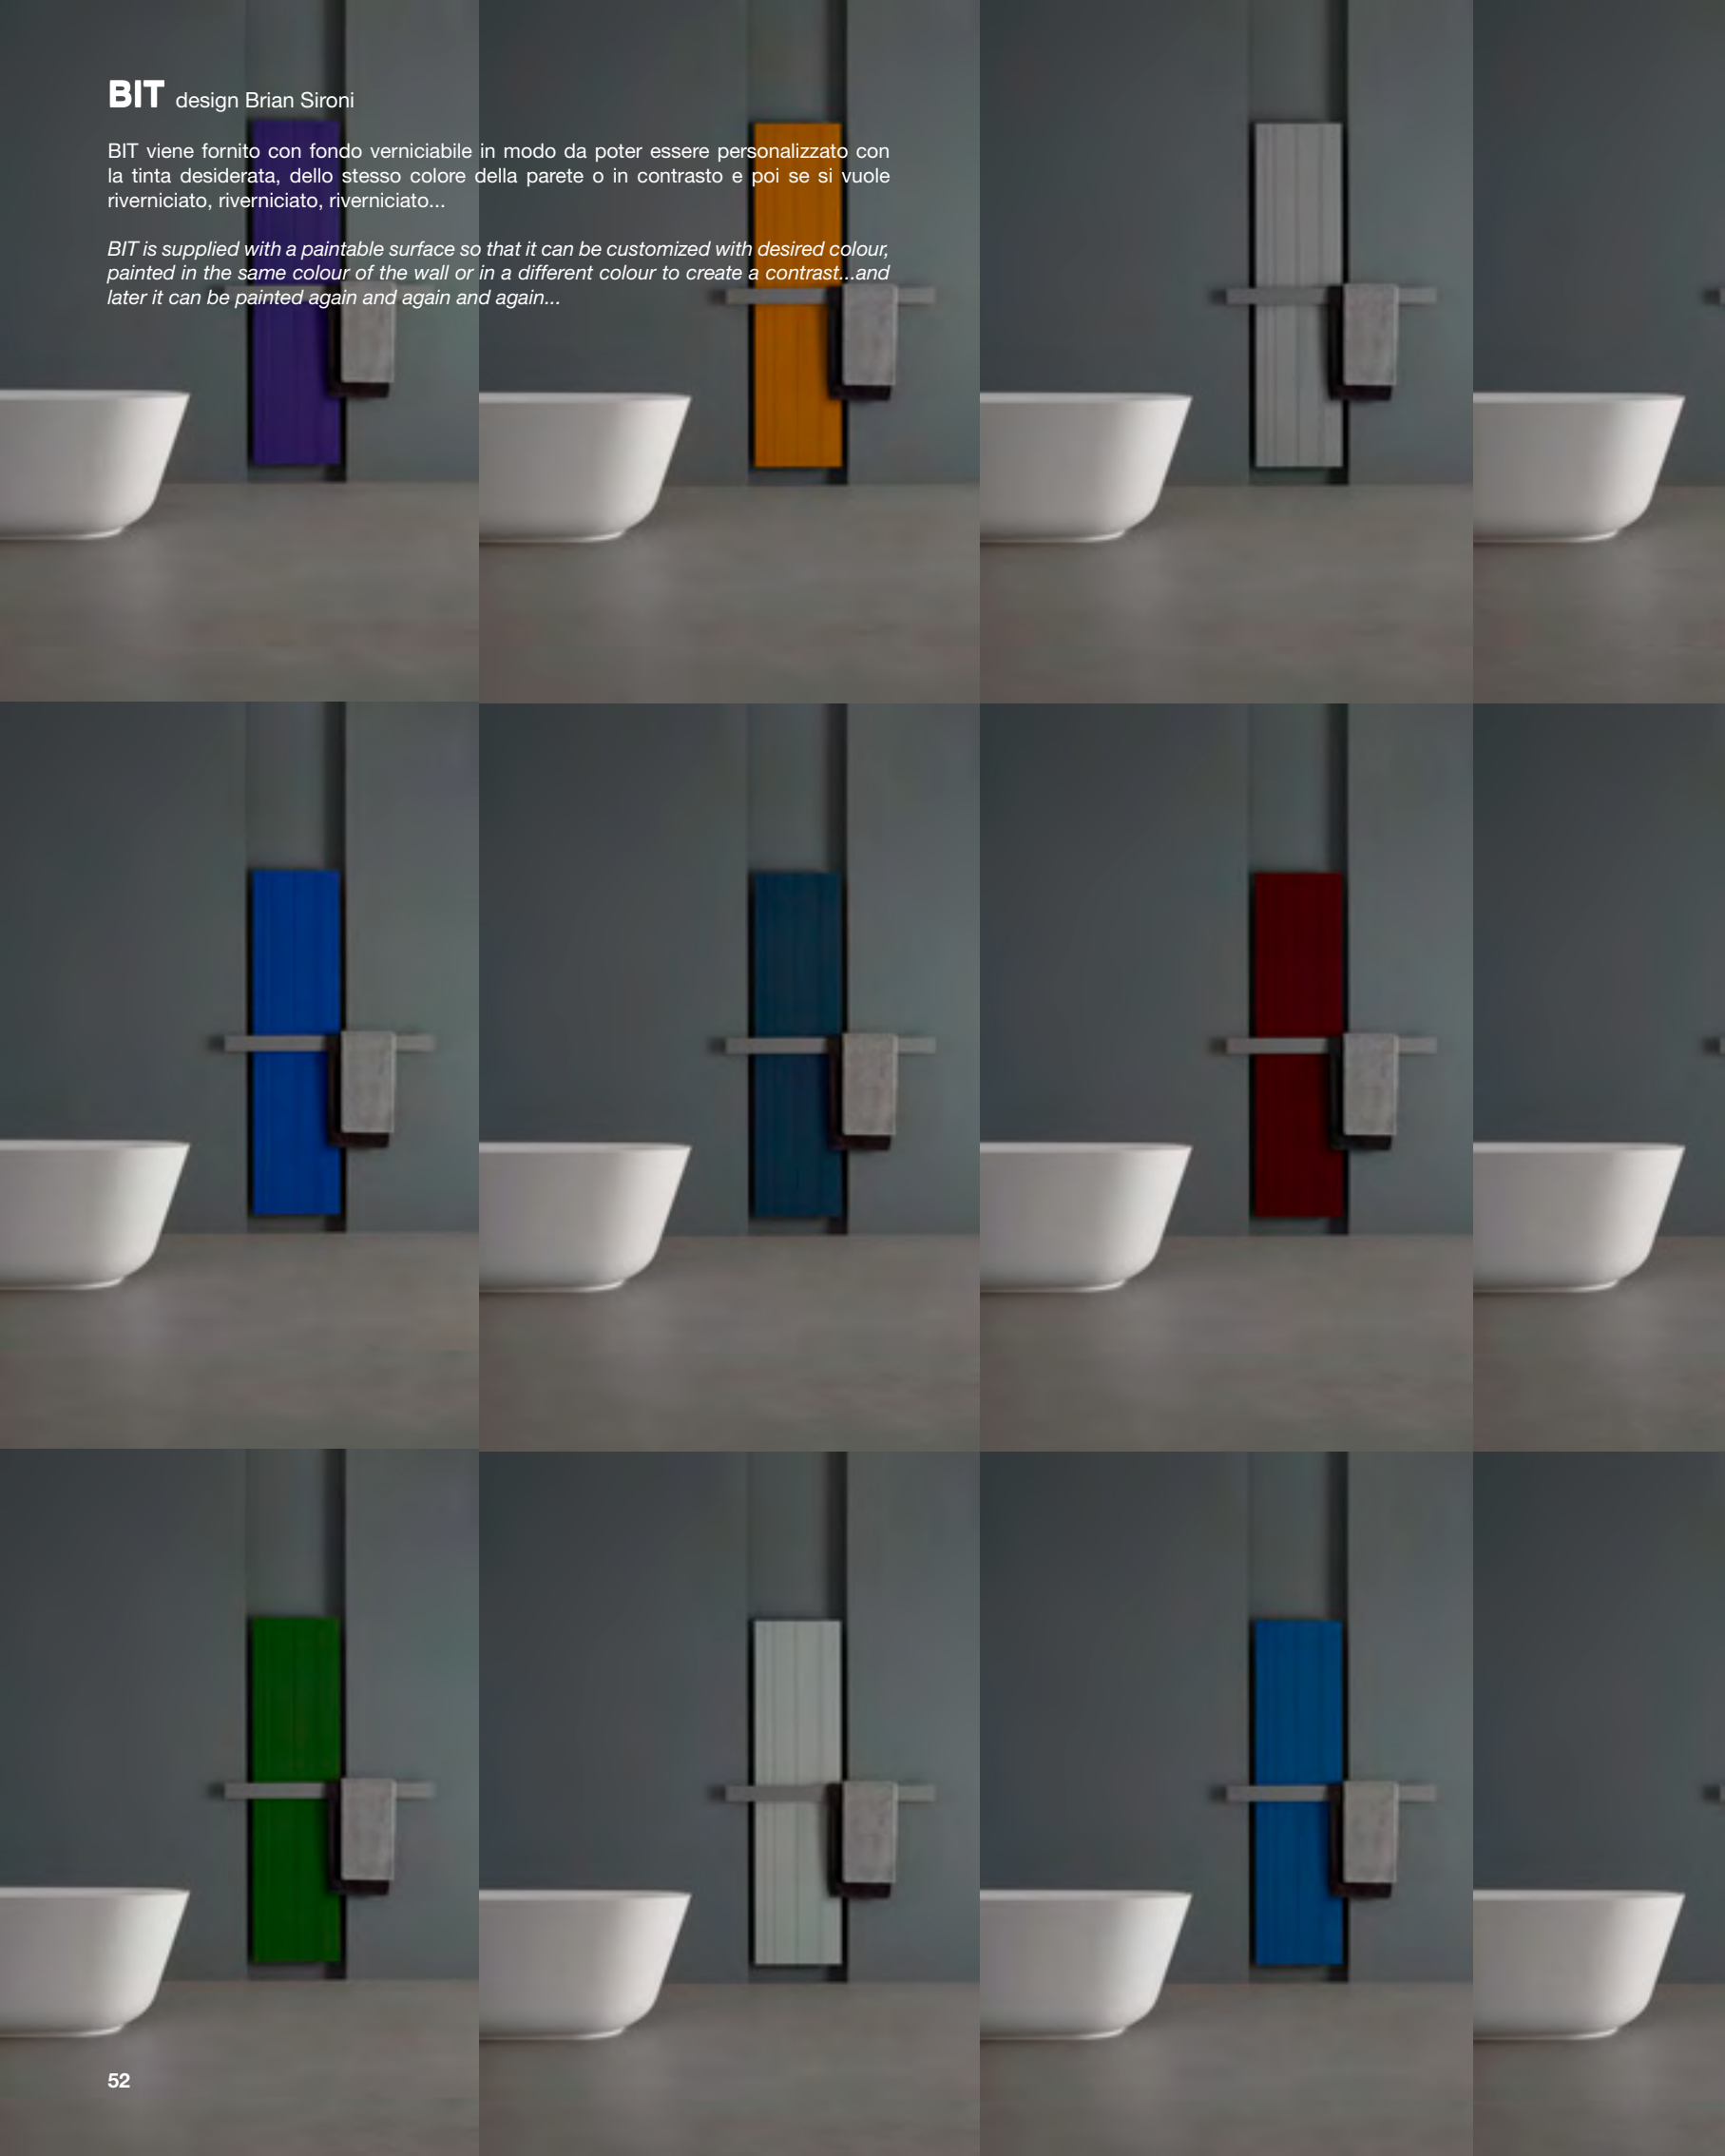 BIT design Brian Sironi
BIT viene fornito con fondo verniciabile in modo da poter essere personalizzato con
la tinta desiderata, dello stesso colore della parete o in contrasto e poi se si vuole
riverniciato, riverniciato, riverniciato...
BIT is supplied with a paintable surface so that it can be customized with desired colour,
painted in the same colour of the wall or in a different colour to create a contrast...and
later it can be painted again and again and again...
52